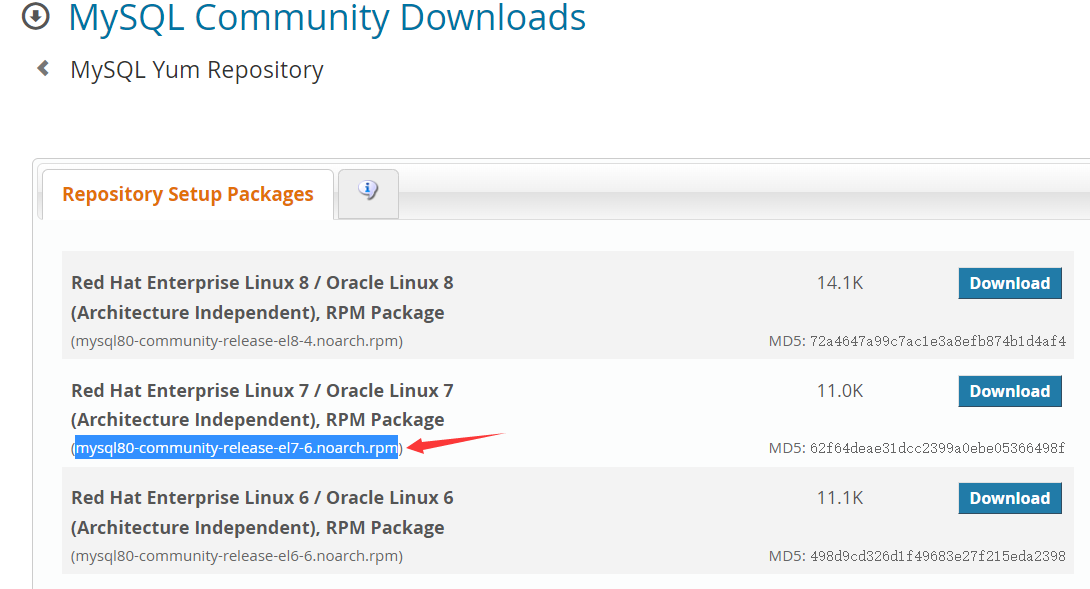 MySQL Community Downloads
MySQL Yum Repository
Repository Setup Packages
Red Hat Enterprise Linux 8 / Oracle Linux 8 14.1K Download
(Architecture Independent), RPM Package
(mysql80-community-release-el8-4.noarch.rpm) MD5: 72a4647a99c7ac1e3a8efb874b1d4af4
Red Hat Enterprise Linux 7 / Oracle Linux 7 11.0K Download
(Architecture Independent), RPM Package
(mysql80-community-release-el7-6.noarch.rpm) MD5: 62f64deae31dcc2399a0ebe05366498f
Red Hat Enterprise Linux 6 / Oracle Linux 6 11.1K Download
(Architecture Independent), RPM Package
(mysql80-community-release-el6-6.noarch.rpm) MD5: 498d9cd326d1f49683e27f215eda2398